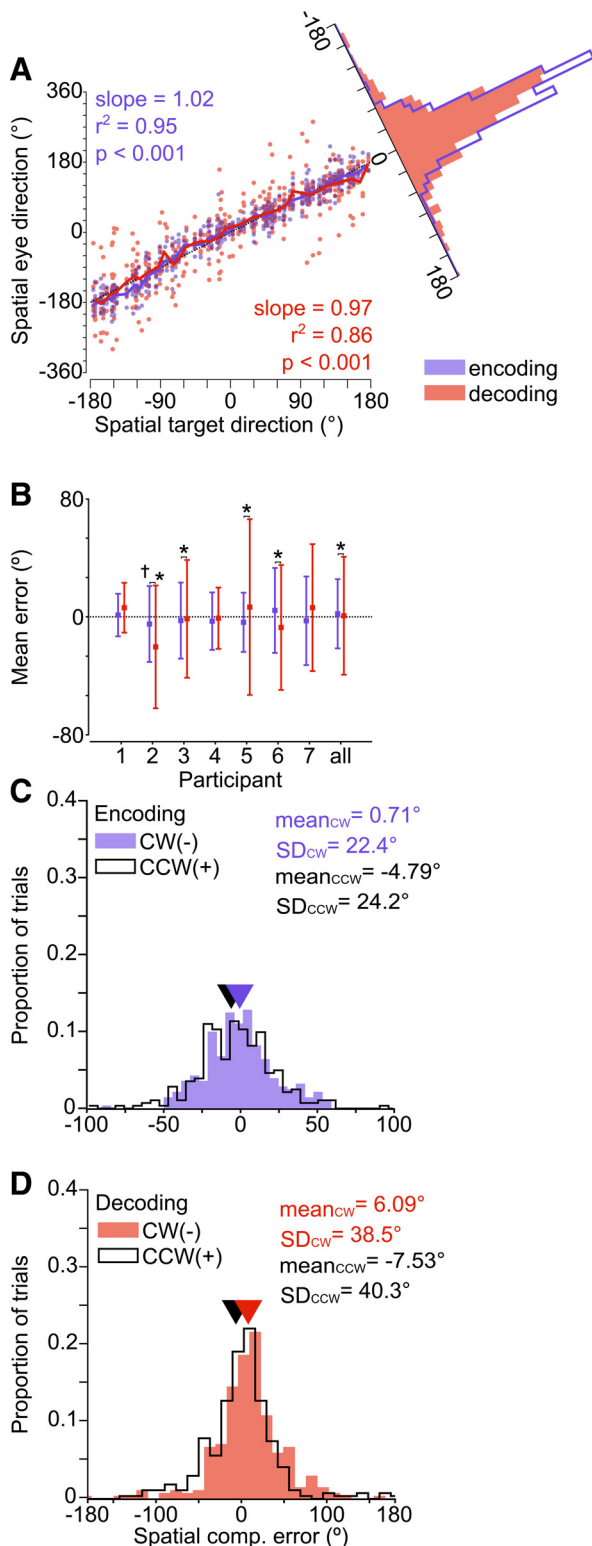 A
-180
0
180
360
180
0
-180
-360
Spatial eye direction (°)
slope = 1.02
r² = 0.95
p < 0.001
slope = 0.97
r² = 0.86
p < 0.001
-180 -90 0 90 180
Spatial target direction (°)
encoding
decoding
B
80
0
-80
Mean error (º)
† * * * * *
1 2 3 4 5 6 7 all
Participant
C
0.4
0.3
0.2
0.1
0
Proportion of trials
Encoding
CW(-)
CCW(+)
meanCW= 0.71°
SDCW= 22.4°
meanCCW= -4.79°
SDCCW= 24.2°
-100 -50 0 50 100
D
0.4
0.3
0.2
0.1
0
Proportion of trials
Decoding
CW(-)
CCW(+)
meanCW= 6.09°
SDCW= 38.5°
meanCCW= -7.53°
SDCCW= 40.3°
-180 -100 0 100 180
Spatial comp. error (º)